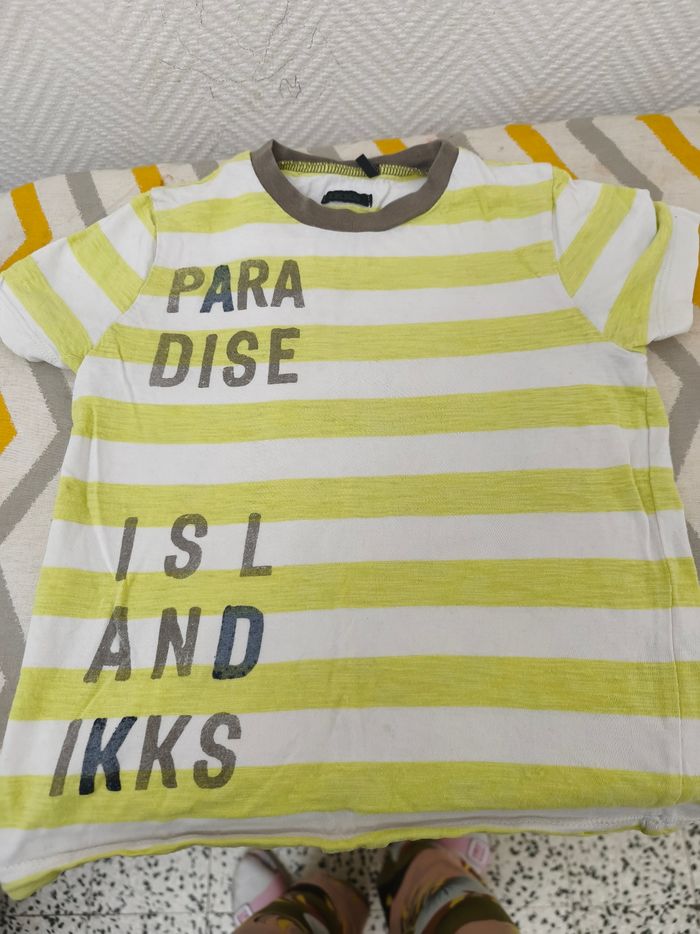 PARA
DISE
ISL
AND
IKKS